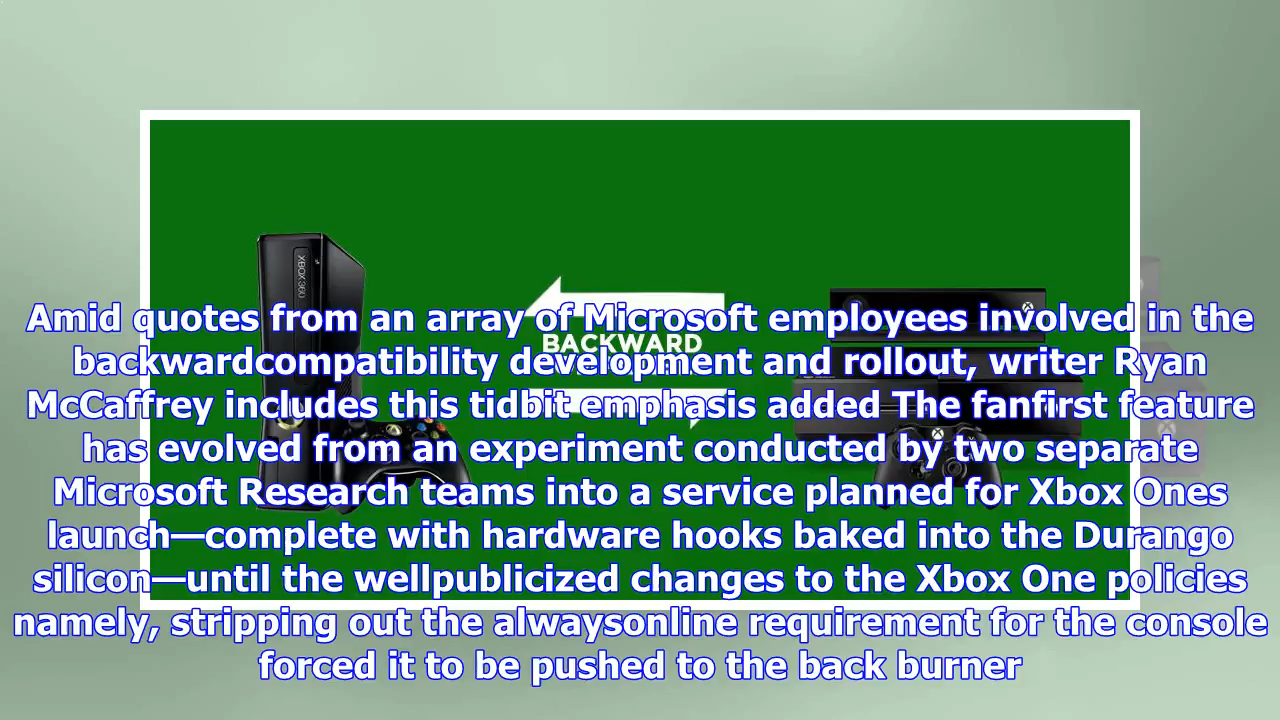 XBOX 360
BACKWARD
Amid quotes from an array of Microsoft employees involved in the
backwardcompatibility development and rollout, writer Ryan
McCaffrey includes this tidbit emphasis added The fanfirst feature
has evolved from an experiment conducted by two separate
Microsoft Research teams into a service planned for Xbox Ones
launch—complete with hardware hooks baked into the Durango
silicon—until the wellpublicized changes to the Xbox One policies
namely, stripping out the alwaysonline requirement for the console
forced it to be pushed to the back burner